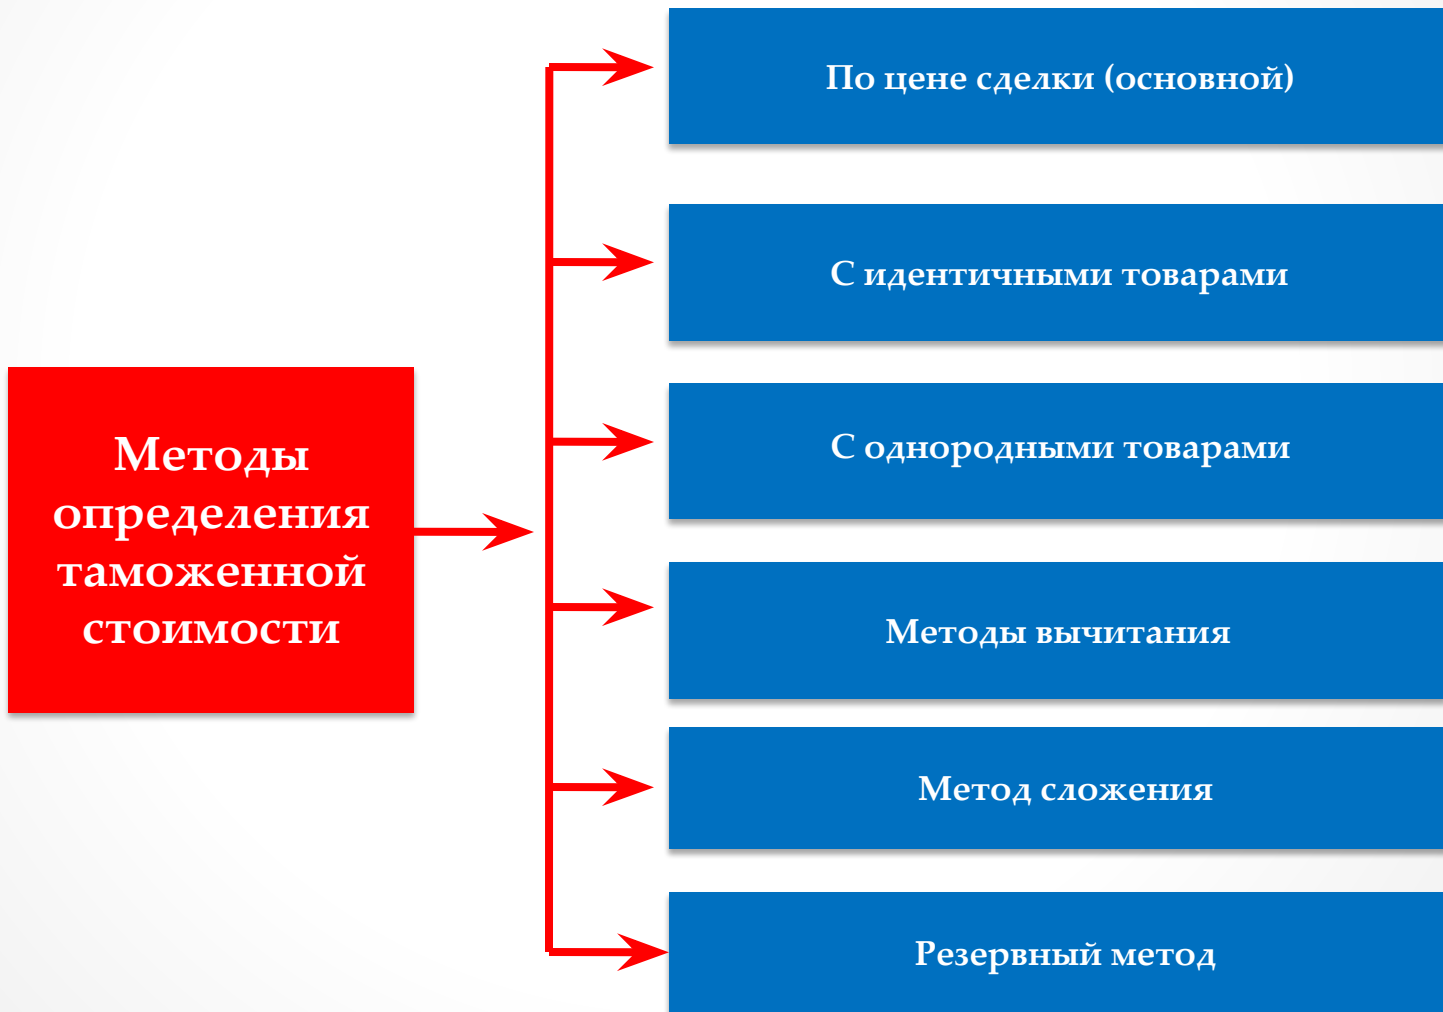 По цене сделки (основной)
С идентичными товарами
С однородными товарами
Методы
определения
таможенной
стоимости
Методы вычитания
Метод сложения
Резервный метод